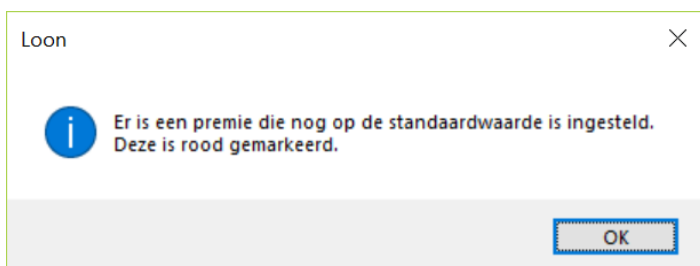 Loon
Er is een premie die nog op de standaardwaarde is ingesteld.
Deze is rood gemarkeerd.
OK